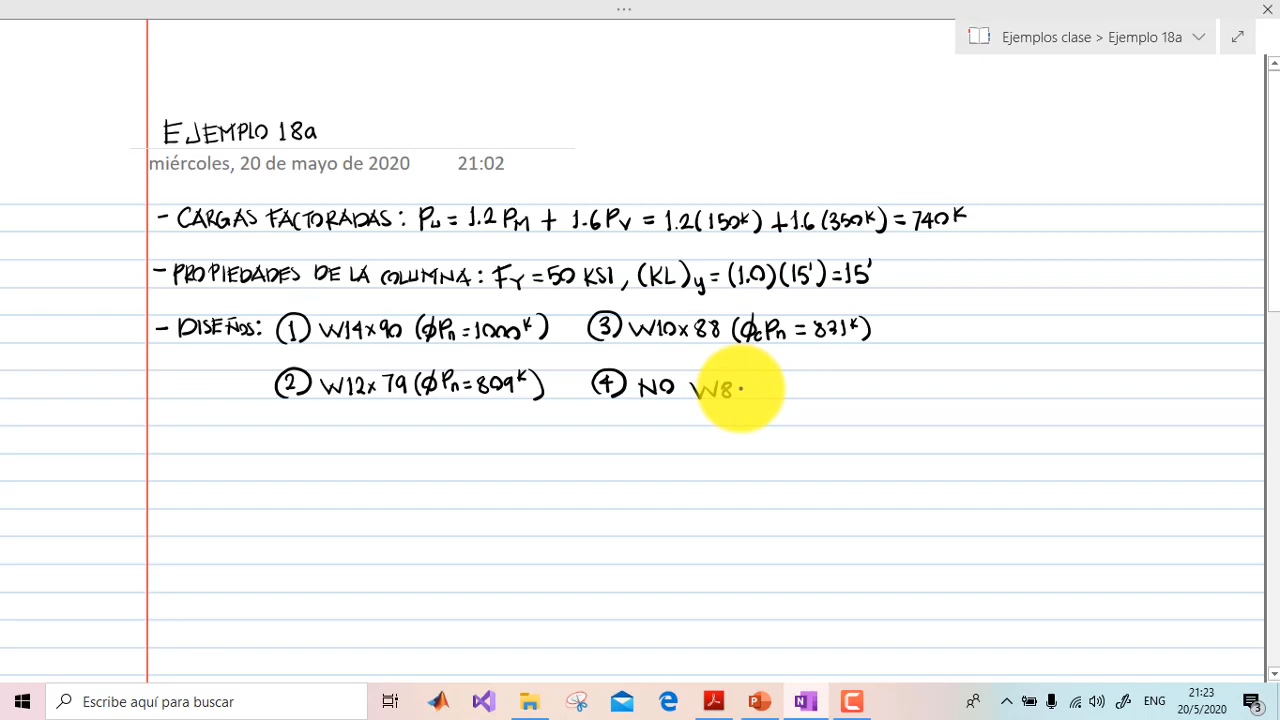 Ejemplos clase > Ejemplo 18a
EJEMPLO 18a
miércoles, 20 de mayo de 2020 21:02
- CARGAS FACTORADAS: Pu = 1.2 PM + 1.6 PV = 1.2(150K) + 1.6 (350K) = 740K
- PROPIEDADES DE LA COLUMNA: FY = 50 KSI, (KL)y = (1.0)(15') = 15'
- DISEÑOS: ① W14x90 (ϕPn = 1000K) ③ W10x88 (ϕcPn = 831K)
② W12x79 (ϕPn = 809K) ④ NO W8
Escribe aquí para buscar
ENG
21:23
20/5/2020
3